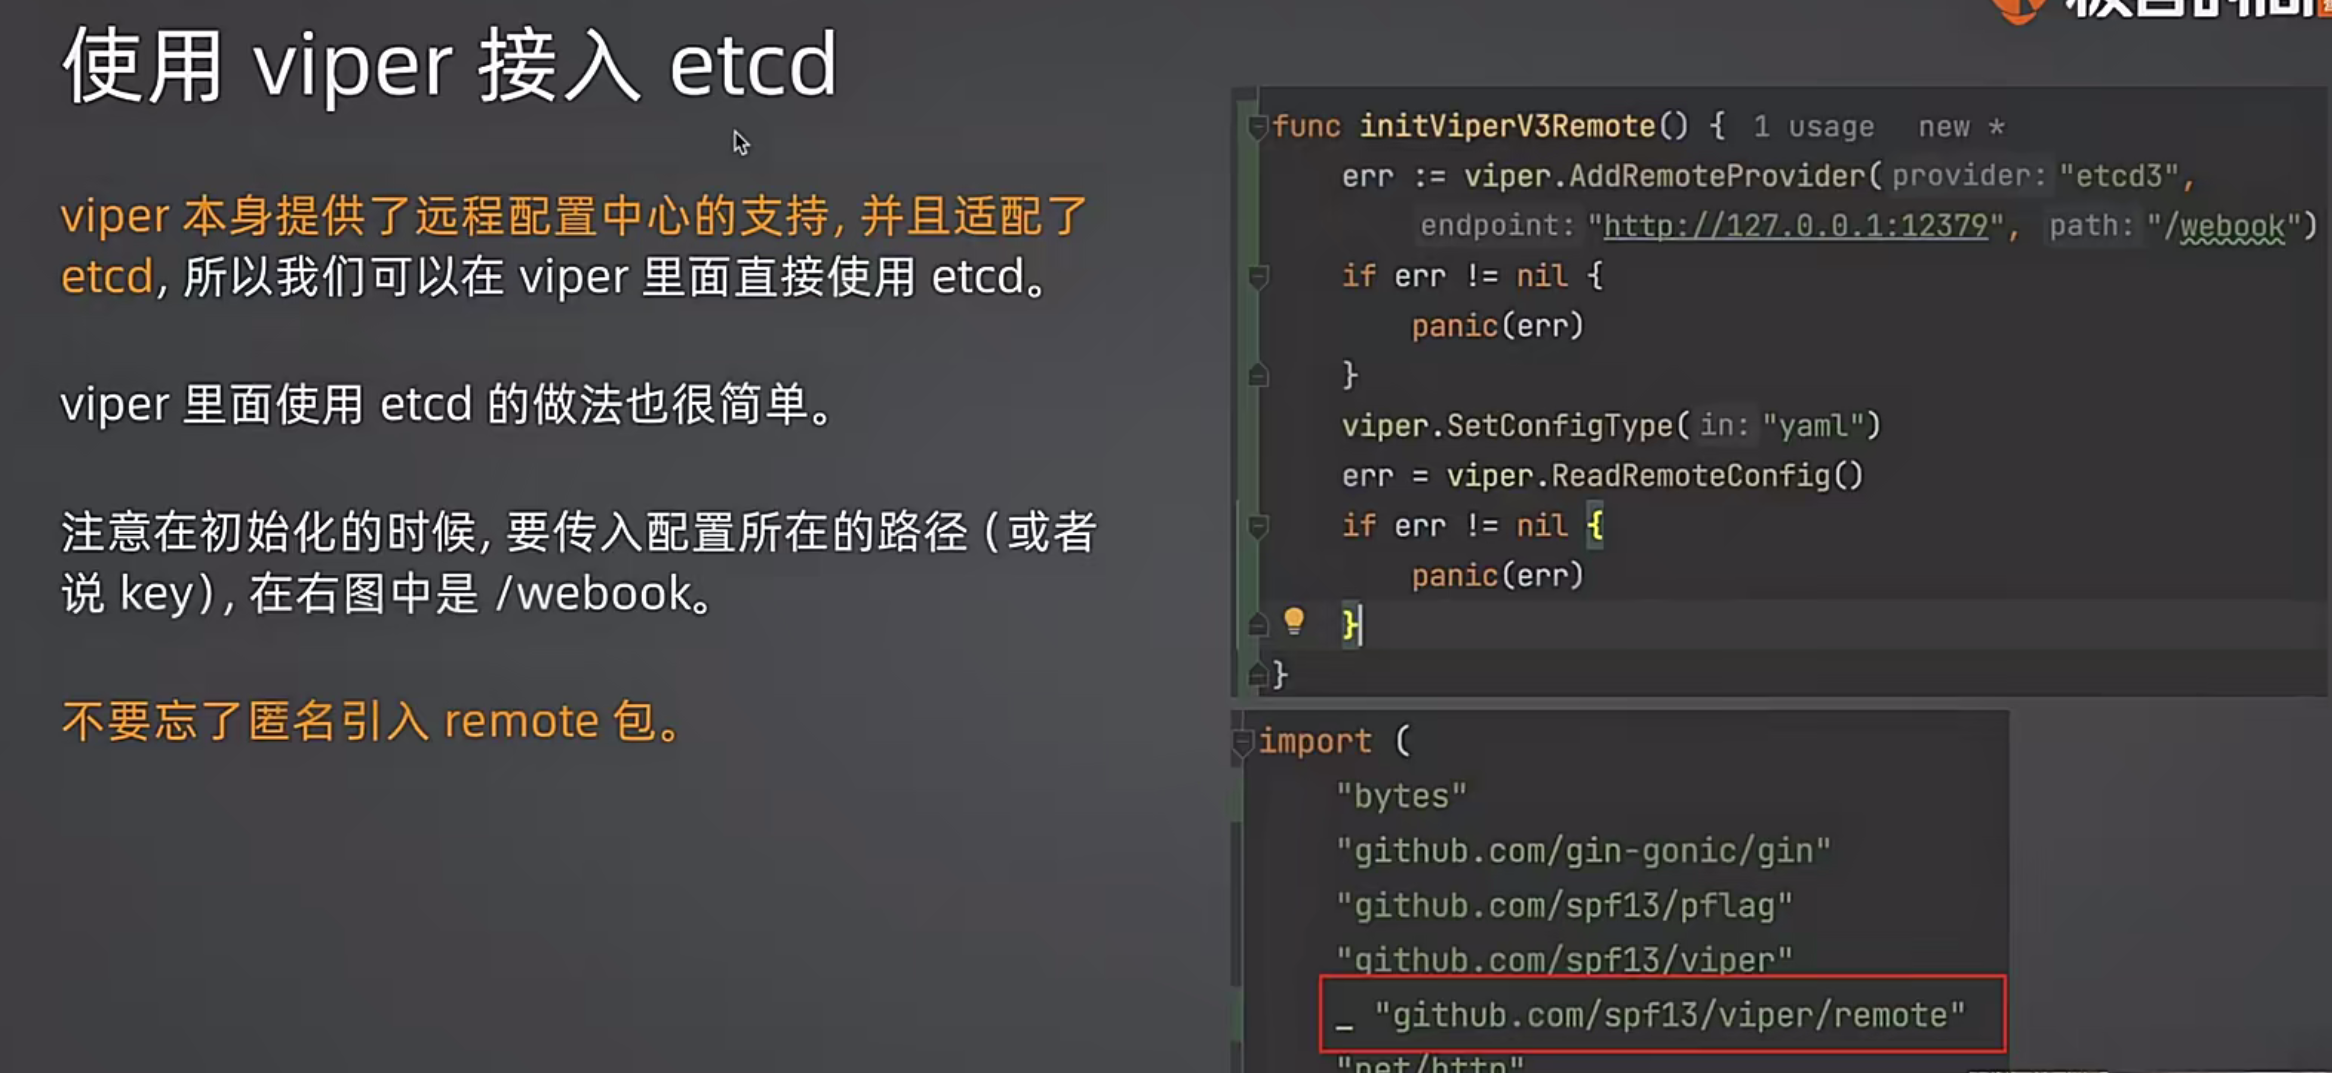 使用 viper 接入 etcd
viper 本身提供了远程配置中心的支持, 并且适配了
etcd, 所以我们可以在 viper 里面直接使用 etcd。
viper 里面使用 etcd 的做法也很简单。
注意在初始化的时候, 要传入配置所在的路径 (或者
说 key), 在右图中是 /webook。
不要忘了匿名引入 remote 包。
func initViperV3Remote() { 1 usage new *
err := viper.AddRemoteProvider( provider: "etcd3",
endpoint: "http://127.0.0.1:12379", path: "/webook")
if err != nil {
panic(err)
}
viper.SetConfigType( in: "yaml")
err = viper.ReadRemoteConfig()
if err != nil {
panic(err)
}
}
import (
"bytes"
"github.com/gin-gonic/gin"
"github.com/spf13/pflag"
"github.com/spf13/viper"
_ "github.com/spf13/viper/remote"
"net/http"